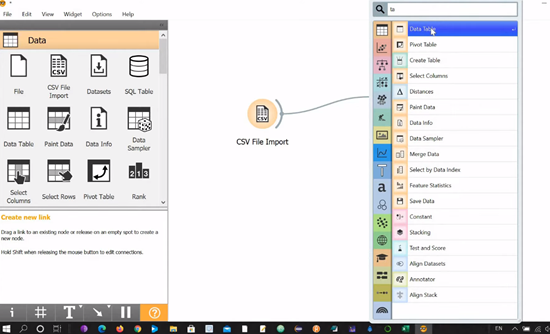 File Edit View Widget Options Help
Data
File
CSV File Import
Datasets
SQL Table
Data Table
Paint Data
Data Info
Data Sampler
Select Columns
Select Rows
Pivot Table
Rank
Create new link
Drag a link to an existing node or release on an empty spot to create a new node.
Hold Shift when releasing the mouse button to edit connections.
CSV
CSV File Import
ta
Data Table
Pivot Table
Create Table
Select Columns
Distances
Paint Data
Data Info
Data Sampler
Merge Data
Select by Data Index
Feature Statistics
Save Data
Constant
Stacking
Test and Score
Align Datasets
Annotator
Align Stack
EN